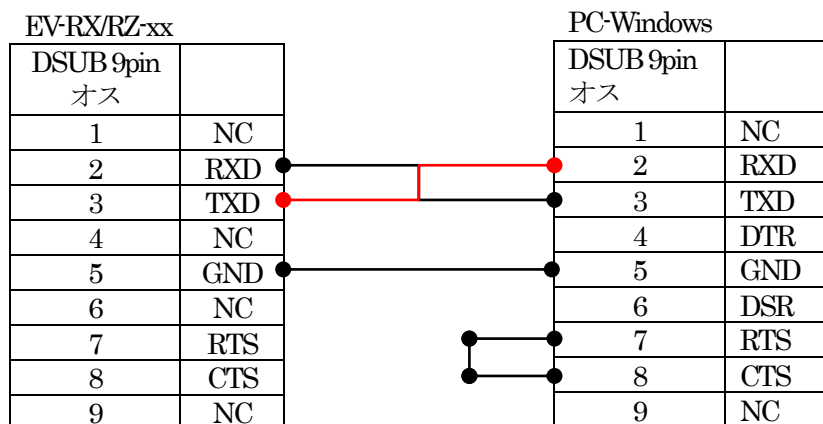 EV-RX/RZ-xx
DSUB 9pin
オス
1 NC
2 RXD
3 TXD
4 NC
5 GND
6 NC
7 RTS
8 CTS
9 NC
PC-Windows
DSUB 9pin
オス
1 NC
2 RXD
3 TXD
4 DTR
5 GND
6 DSR
7 RTS
8 CTS
9 NC